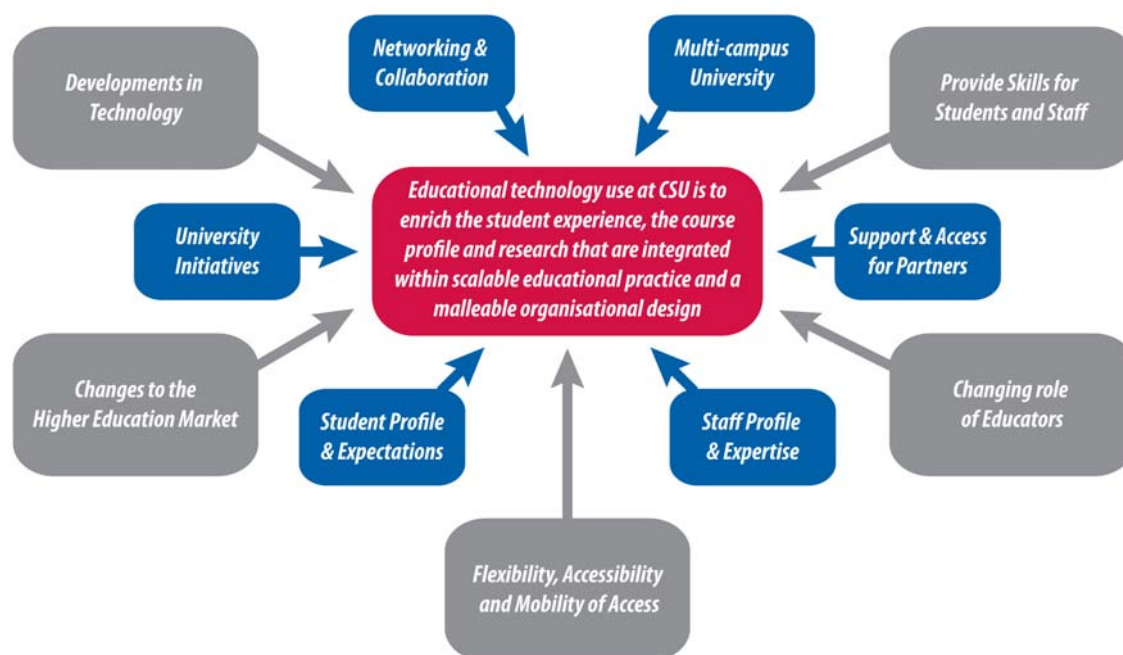 Networking &
Collaboration
Multi-campus
University
Developments in
Technology
Provide Skills for
Students and Staff
Educational technology use at CSU is to
enrich the student experience, the course
profile and research that are integrated
within scalable educational practice and a
malleable organisational design
University
Initiatives
Support & Access
for Partners
Changes to the
Higher Education Market
Student Profile
& Expectations
Staff Profile
& Expertise
Changing role
of Educators
Flexibility, Accessibility
and Mobility of Access